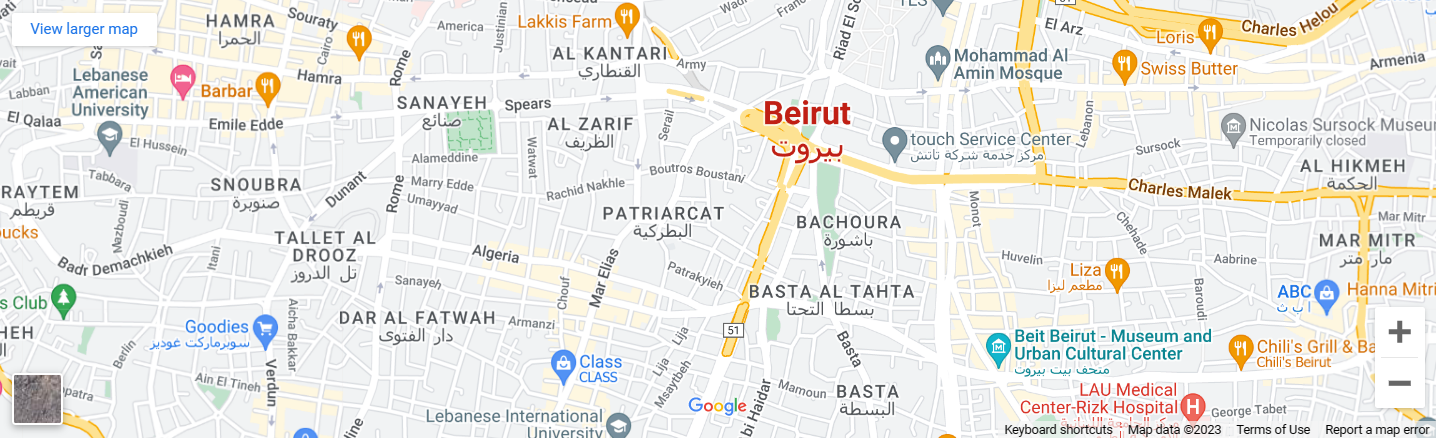 View larger map
HAMRA
الحمرا
Souraty
Cairo
America
Justinian
Lakkis Farm
Army
Wadi
Riad El So
El Arz
Charles Helou
Loris
Swiss Butter
Armenia
Mohammad Al
Amin Mosque
AL KANTARI
القنطاري
Lebanese
American
University
Labban
Hamra
Rome
Barbar
El Qalaa
Emile Edde
SANAYEH
صنائع
Spears
AL ZARIF
الظريف
Serail
Beirut
بيروت
touch Service Center
مركز خدمة شركة تاتش
Lebanon
Nicolas Sursock Museum
Temporarily closed
Sursock
AL HIKMEH
الحكمة
El Hussein
Alameddine
Watwat
Boutros Boustani
Tabbara
SNOUBRA
صنوبرة
Dunant
Rome
Marry Edde
Umayyad
Rachid Nakhle
RAYTEM
قريطم
Nazboudi
PATRIARCAT
البطركية
BACHOURA
باشورة
Monot
Charles Malek
Chehade
Mar Mitr
MAR MITR
مار متر
ucks
TALLET AL
DROOZ
تل الدروز
Badr Demachkieh
Itani
Algeria
Mar Elias
Patrakyieh
Huvelin
Aabrine
Liza
مطعم ليزا
Baroudi
ABC
أ ب ث
Hanna Mitri
s Club
Sanayeh
Chouf
BASTA AL TAHTA
بسطا التحتا
HEH
Goodies
سوبرماركت غوديز
Aicha Bakkar
DAR AL FATWAH
دار الفتوى
Armanzi
Lija
Lija
51
Basta
Beit Beirut - Museum and
Urban Cultural Center
متحف بيت بيروت
Chili's Grill & Ba
Chili's Beirut
Berlin
Ain El Tineh
Verdun
Class
CLASS
Msaytbeh
Mamoun
BASTA
البسطة
LAU Medical
Center-Rizk Hospital
George Tabet
Lebanese International
University
Google
bi Haidar
Keyboard shortcuts
Map data ©2023
Terms of Use
Report a map error